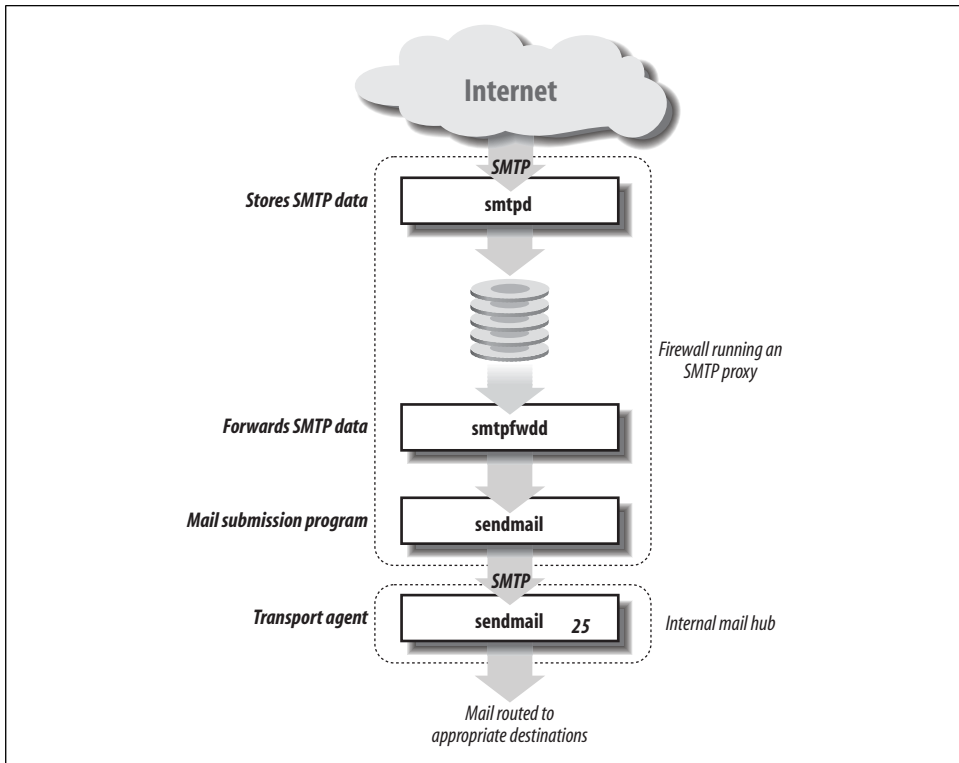 Internet
SMTP
Stores SMTP data
smtpd
Firewall running an
SMTP proxy
Forwards SMTP data
smtpfwdd
Mail submission program
sendmail
SMTP
Transport agent
sendmail 25
Internal mail hub
Mail routed to
appropriate destinations